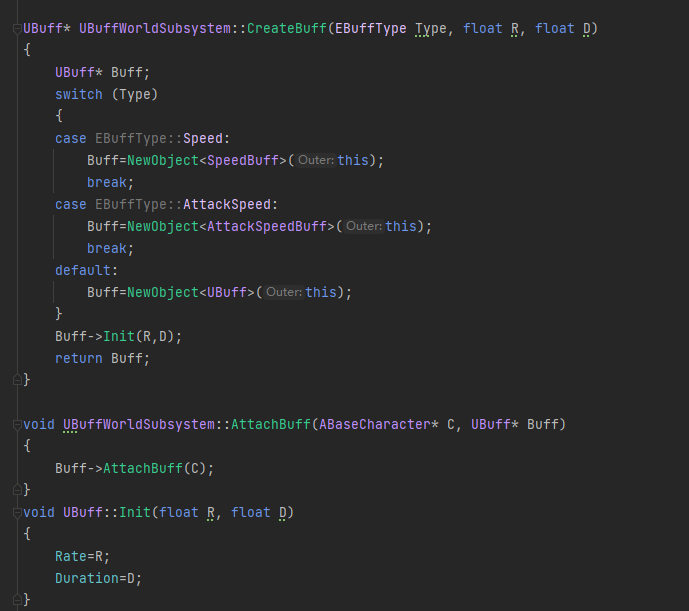 UBuff* UBuffWorldSubsystem::CreateBuff(EBuffType Type, float R, float D)
{
    UBuff* Buff;
    switch (Type)
    {
    case EBuffType::Speed:
        Buff=NewObject<SpeedBuff>(Outer:this);
        break;
    case EBuffType::AttackSpeed:
        Buff=NewObject<AttackSpeedBuff>(Outer:this);
        break;
    default:
        Buff=NewObject<UBuff>(Outer:this);
    }
    Buff->Init(R,D);
    return Buff;
}
void UBuffWorldSubsystem::AttachBuff(ABaseCharacter* C, UBuff* Buff)
{
    Buff->AttachBuff(C);
}
void UBuff::Init(float R, float D)
{
    Rate=R;
    Duration=D;
}